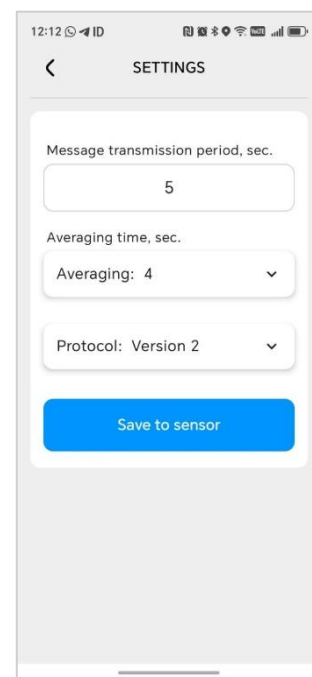 12:12 ID
SETTINGS
Message transmission period, sec.
5
Averaging time, sec.
Averaging: 4
Protocol: Version 2
Save to sensor